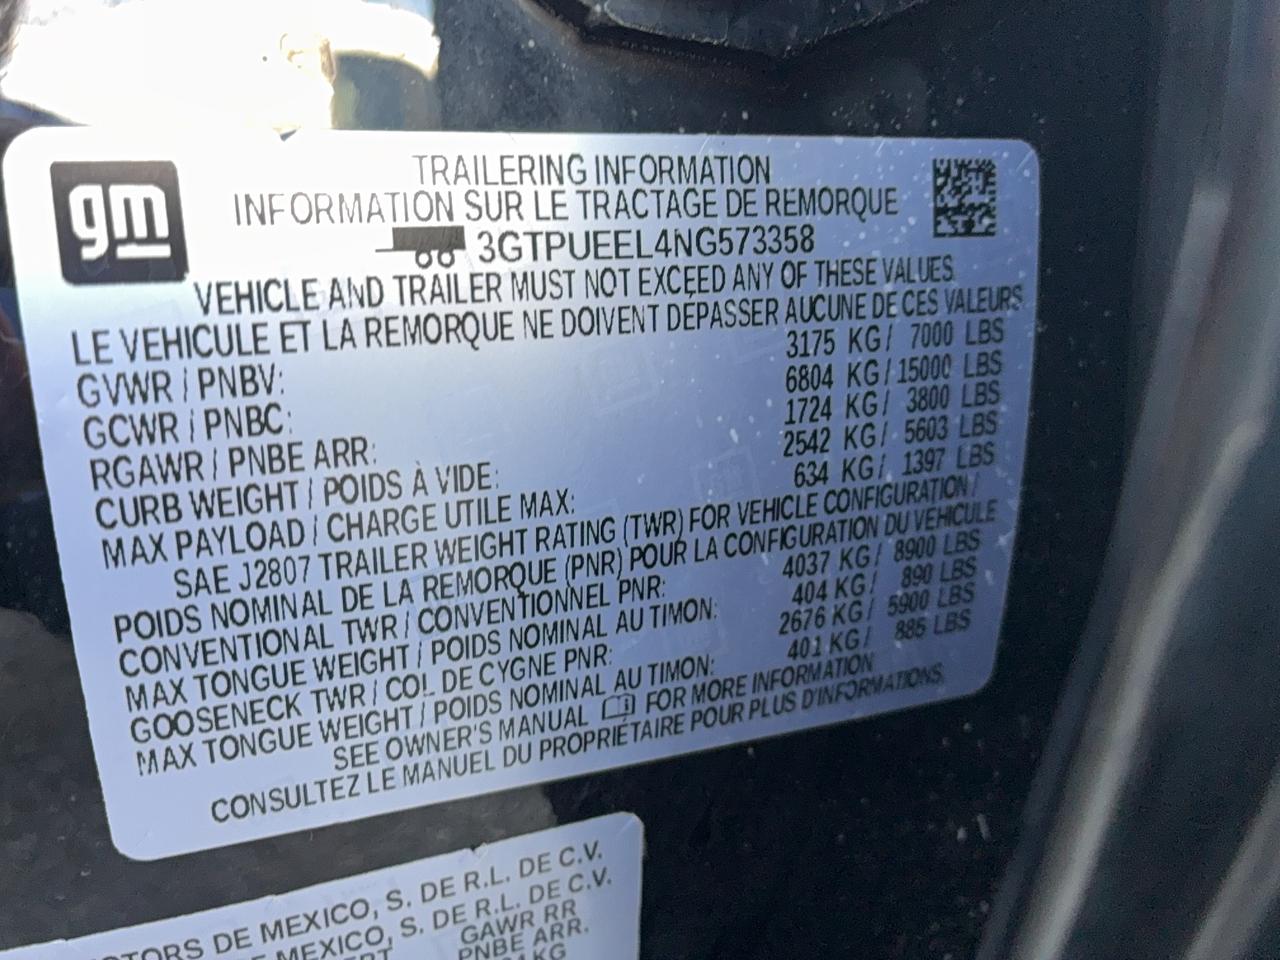 gm
TRAILERING INFORMATION
INFORMATION SUR LE TRACTAGE DE REMORQUE
3GTPUEEL4NG573358
VEHICLE AND TRAILER MUST NOT EXCEED ANY OF THESE VALUES
LE VEHICULE ET LA REMORQUE NE DOIVENT DÉPASSER AUCUNE DE CES VALEURS
GVWR / PNBV: 3175 KG / 7000 LBS
GCWR / PNBC: 6804 KG / 15000 LBS
RGAWR / PNBE ARR: 1724 KG / 3800 LBS
CURB WEIGHT / POIDS À VIDE: 2542 KG / 5603 LBS
MAX PAYLOAD / CHARGE UTILE MAX: 634 KG / 1397 LBS
SAE J2807 TRAILER WEIGHT RATING (TWR) FOR VEHICLE CONFIGURATION /
POIDS NOMINAL DE LA REMORQUE (PNR) POUR LA CONFIGURATION DU VÉHICULE
CONVENTIONAL TWR / CONVENTIONNEL PNR: 4037 KG / 8900 LBS
MAX TONGUE WEIGHT / POIDS NOMINAL AU TIMON: 404 KG / 890 LBS
GOOSENECK TWR / COL DE CYGNE PNR: 2676 KG / 5900 LBS
MAX TONGUE WEIGHT / POIDS NOMINAL AU TIMON: 401 KG / 885 LBS
SEE OWNER'S MANUAL FOR MORE INFORMATION
CONSULTEZ LE MANUEL DU PROPRIÉTAIRE POUR PLUS D'INFORMATIONS
DE MEXICO, S. DE R.L. DE C.V.
MEXICO, S. DE R.L. DE C.V.
GAWR RR
PNBE ARR.
KG